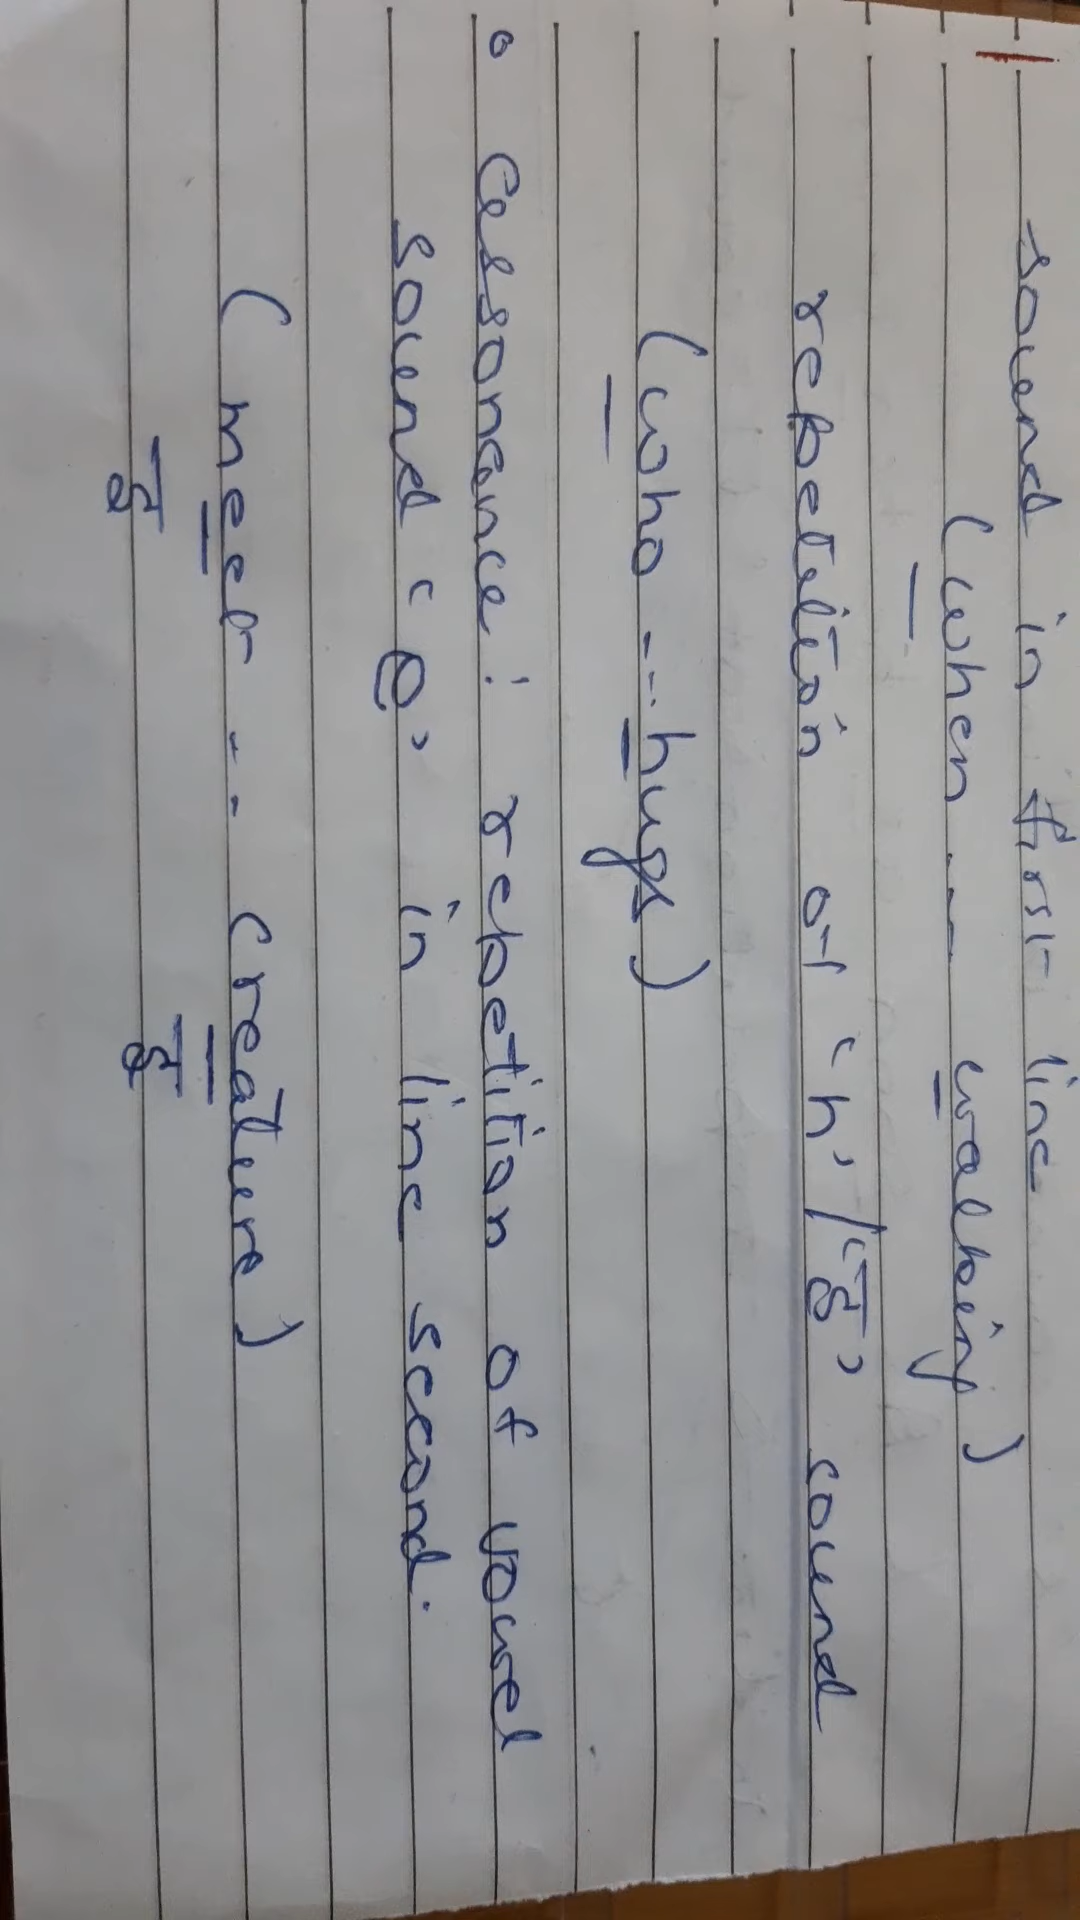 sound in first line
(when --- walking)
repetition of 'h'/'ह' sound
(who --- hugs)
• assonance: repetition of vowel
sound 'e' in line second.
(meet --- creature)
ई ई